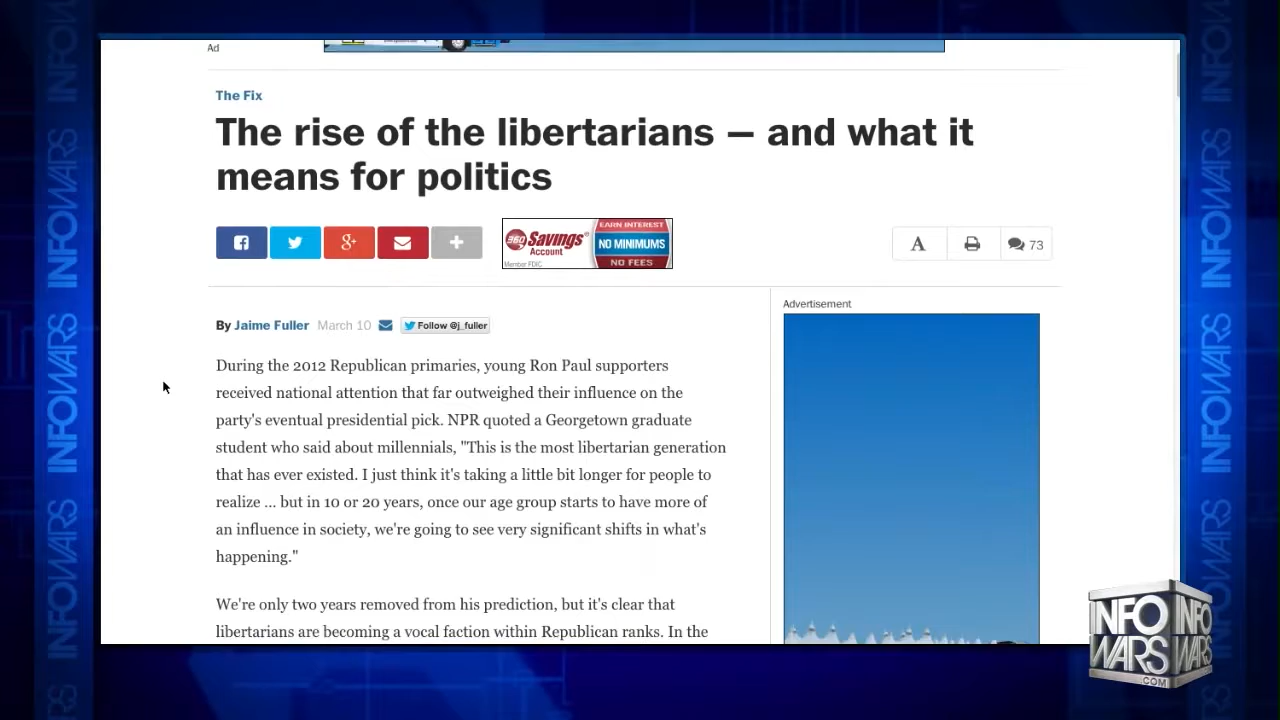 Ad
The Fix
The rise of the libertarians — and what it
means for politics
360 Savings®
Account
Member FDIC
EARN INTEREST
NO MINIMUMS
NO FEES
A
73
By Jaime Fuller March 10 Follow @j_fuller
Advertisement
During the 2012 Republican primaries, young Ron Paul supporters
received national attention that far outweighed their influence on the
party's eventual presidential pick. NPR quoted a Georgetown graduate
student who said about millennials, "This is the most libertarian generation
that has ever existed. I just think it's taking a little bit longer for people to
realize ... but in 10 or 20 years, once our age group starts to have more of
an influence in society, we're going to see very significant shifts in what's
happening."
We're only two years removed from his prediction, but it's clear that
libertarians are becoming a vocal faction within Republican ranks. In the
INFOWARS
INFOWARS
INFOWARS
INFOWARS
INFOWARS
INFOWARS
INFO
WARS
.COM
INFO
WARS